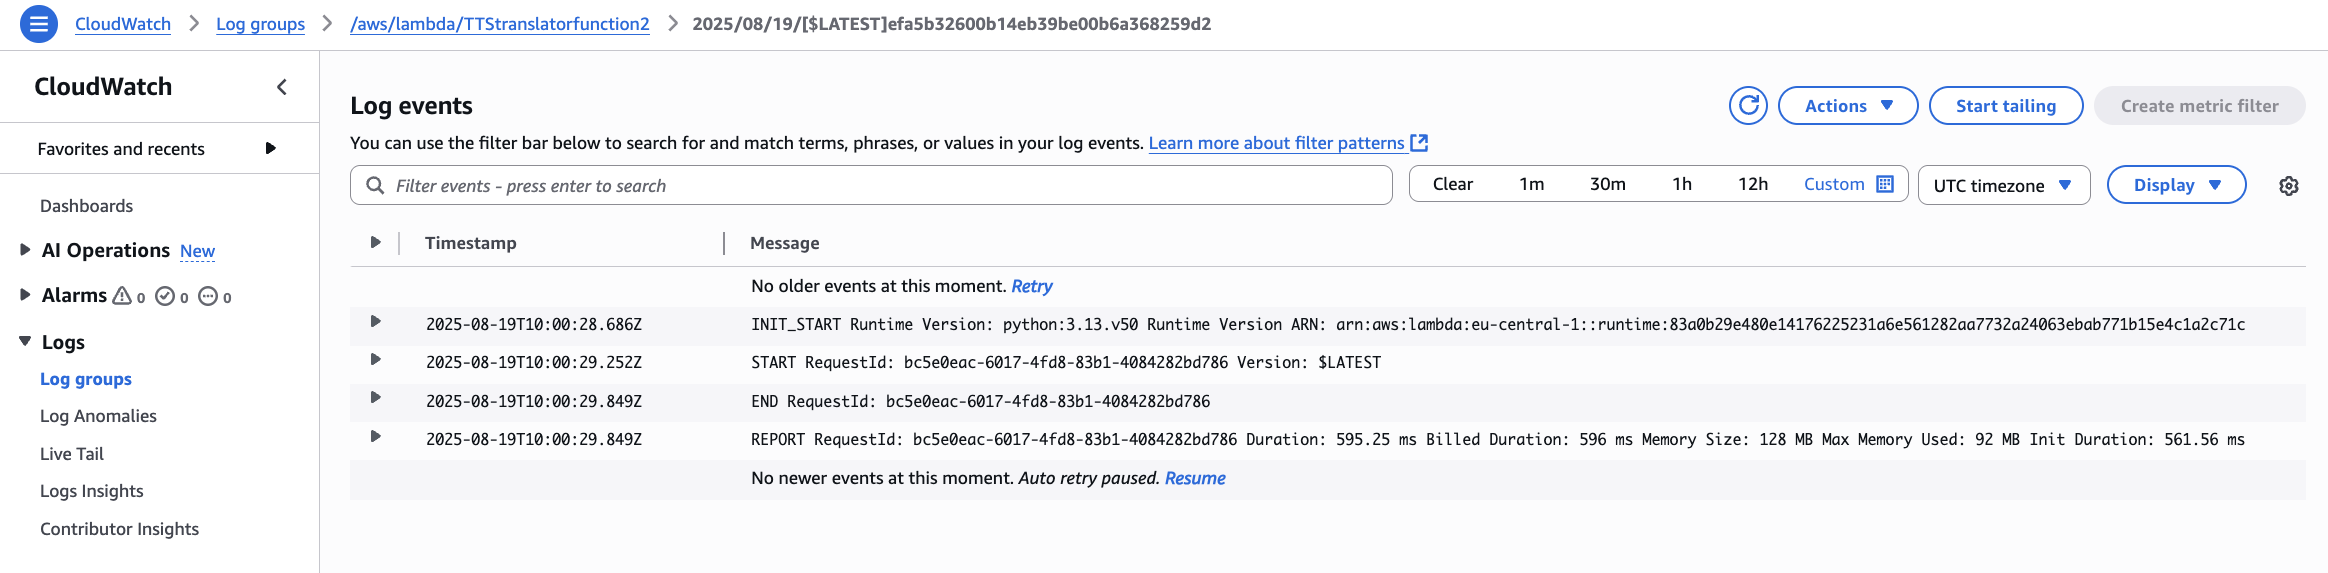 CloudWatch > Log groups > /aws/lambda/TTStranslatorfunction2 > 2025/08/19/[$LATEST]efa5b32600b14eb39be00b6a368259d2
CloudWatch
Favorites and recents
Dashboards
AI Operations New
Alarms 0 0 0
Logs
Log groups
Log Anomalies
Live Tail
Logs Insights
Contributor Insights
Log events
Actions
Start tailing
Create metric filter
You can use the filter bar below to search for and match terms, phrases, or values in your log events. Learn more about filter patterns
Filter events - press enter to search
Clear 1m 30m 1h 12h Custom
UTC timezone
Display
Timestamp Message
No older events at this moment. Retry
2025-08-19T10:00:28.686Z INIT_START Runtime Version: python:3.13.v50 Runtime Version ARN: arn:aws:lambda:eu-central-1::runtime:83a0b29e480e14176225231a6e561282aa7732a24063ebab771b15e4c1a2c71c
2025-08-19T10:00:29.252Z START RequestId: bc5e0eac-6017-4fd8-83b1-4084282bd786 Version: $LATEST
2025-08-19T10:00:29.849Z END RequestId: bc5e0eac-6017-4fd8-83b1-4084282bd786
2025-08-19T10:00:29.849Z REPORT RequestId: bc5e0eac-6017-4fd8-83b1-4084282bd786 Duration: 595.25 ms Billed Duration: 596 ms Memory Size: 128 MB Max Memory Used: 92 MB Init Duration: 561.56 ms
No newer events at this moment. Auto retry paused. Resume